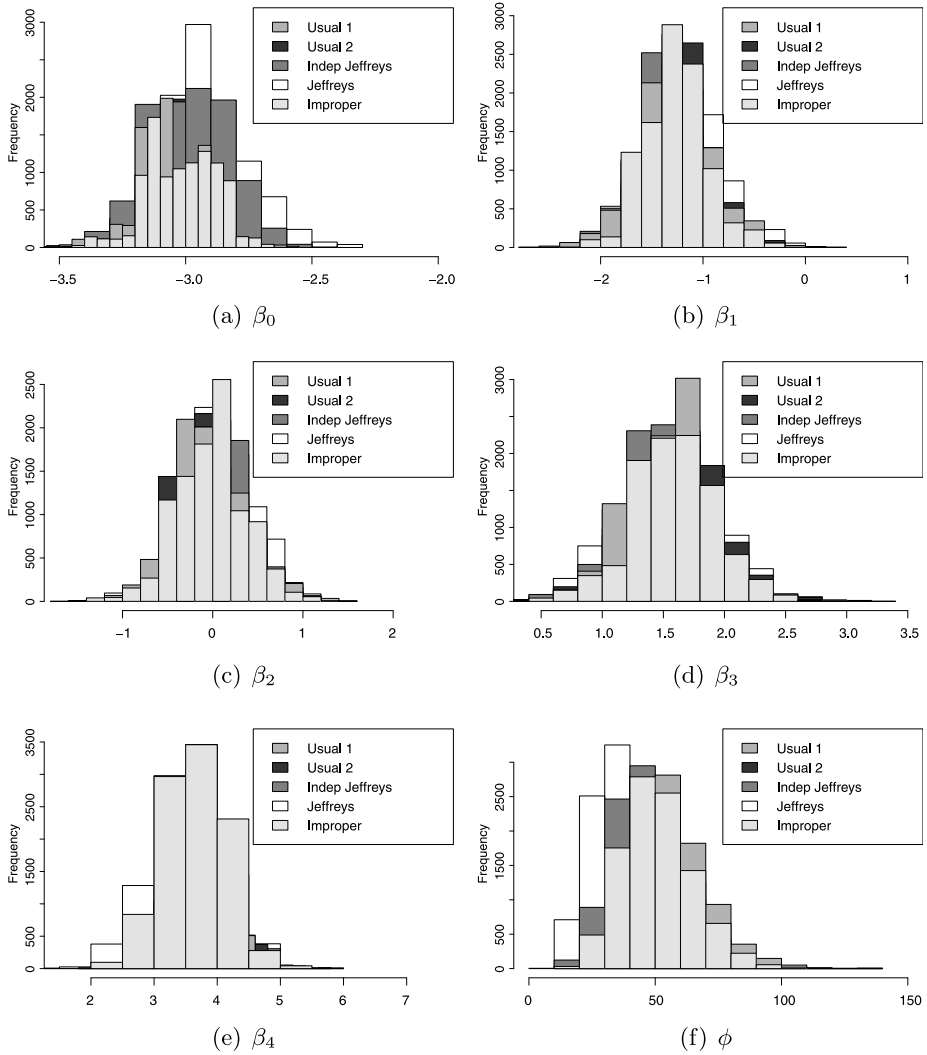 Frequency
0 1000 2000 3000
−3.5 −3.0 −2.5 −2.0
Usual 1
Usual 2
Indep Jeffreys
Jeffreys
Improper
(a) β0
Frequency
0 500 1000 1500 2000 2500 3000
−2 −1 0 1
Usual 1
Usual 2
Indep Jeffreys
Jeffreys
Improper
(b) β1
Frequency
0 500 1000 1500 2000 2500
−1 0 1 2
Usual 1
Usual 2
Indep Jeffreys
Jeffreys
Improper
(c) β2
Frequency
0 500 1000 1500 2000 2500 3000
0.5 1.0 1.5 2.0 2.5 3.0 3.5
Usual 1
Usual 2
Indep Jeffreys
Jeffreys
Improper
(d) β3
Frequency
0 500 1500 2500 3500
2 3 4 5 6 7
Usual 1
Usual 2
Indep Jeffreys
Jeffreys
Improper
(e) β4
Frequency
0 500 1500 2500
0 50 100 150
Usual 1
Usual 2
Indep Jeffreys
Jeffreys
Improper
(f) ϕ